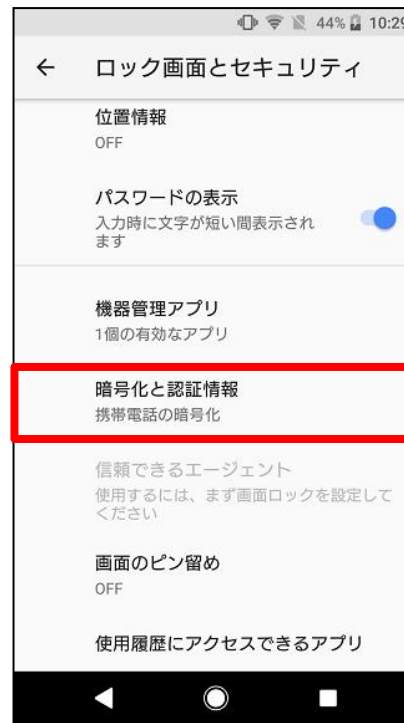 44% 10:29
ロック画面とセキュリティ
位置情報
OFF
パスワードの表示
入力時に文字が短い間表示され
ます
機器管理アプリ
1個の有効なアプリ
暗号化と認証情報
携帯電話の暗号化
信頼できるエージェント
使用するには、まず画面ロックを設定して
ください
画面のピン留め
OFF
使用履歴にアクセスできるアプリ